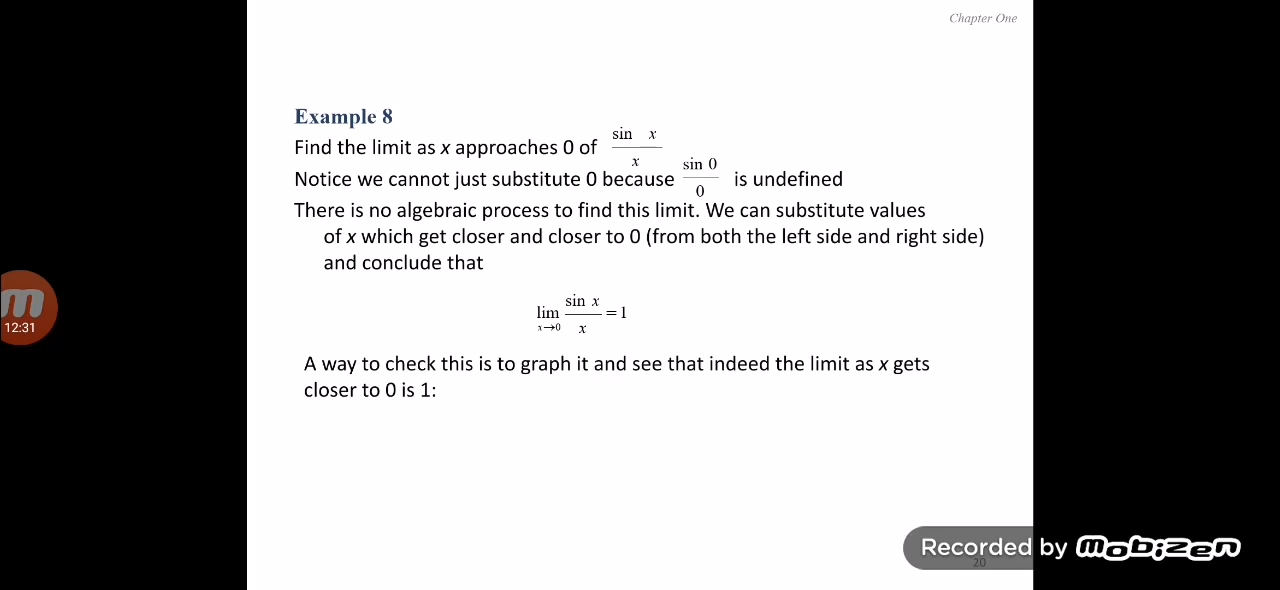 Chapter One
Example 8
Find the limit as x approaches 0 of sin x / x
Notice we cannot just substitute 0 because sin 0 / 0 is undefined
There is no algebraic process to find this limit. We can substitute values
of x which get closer and closer to 0 (from both the left side and right side)
and conclude that
lim x→0 sin x / x = 1
A way to check this is to graph it and see that indeed the limit as x gets
closer to 0 is 1:
m
12:31
Recorded by mobizen
20